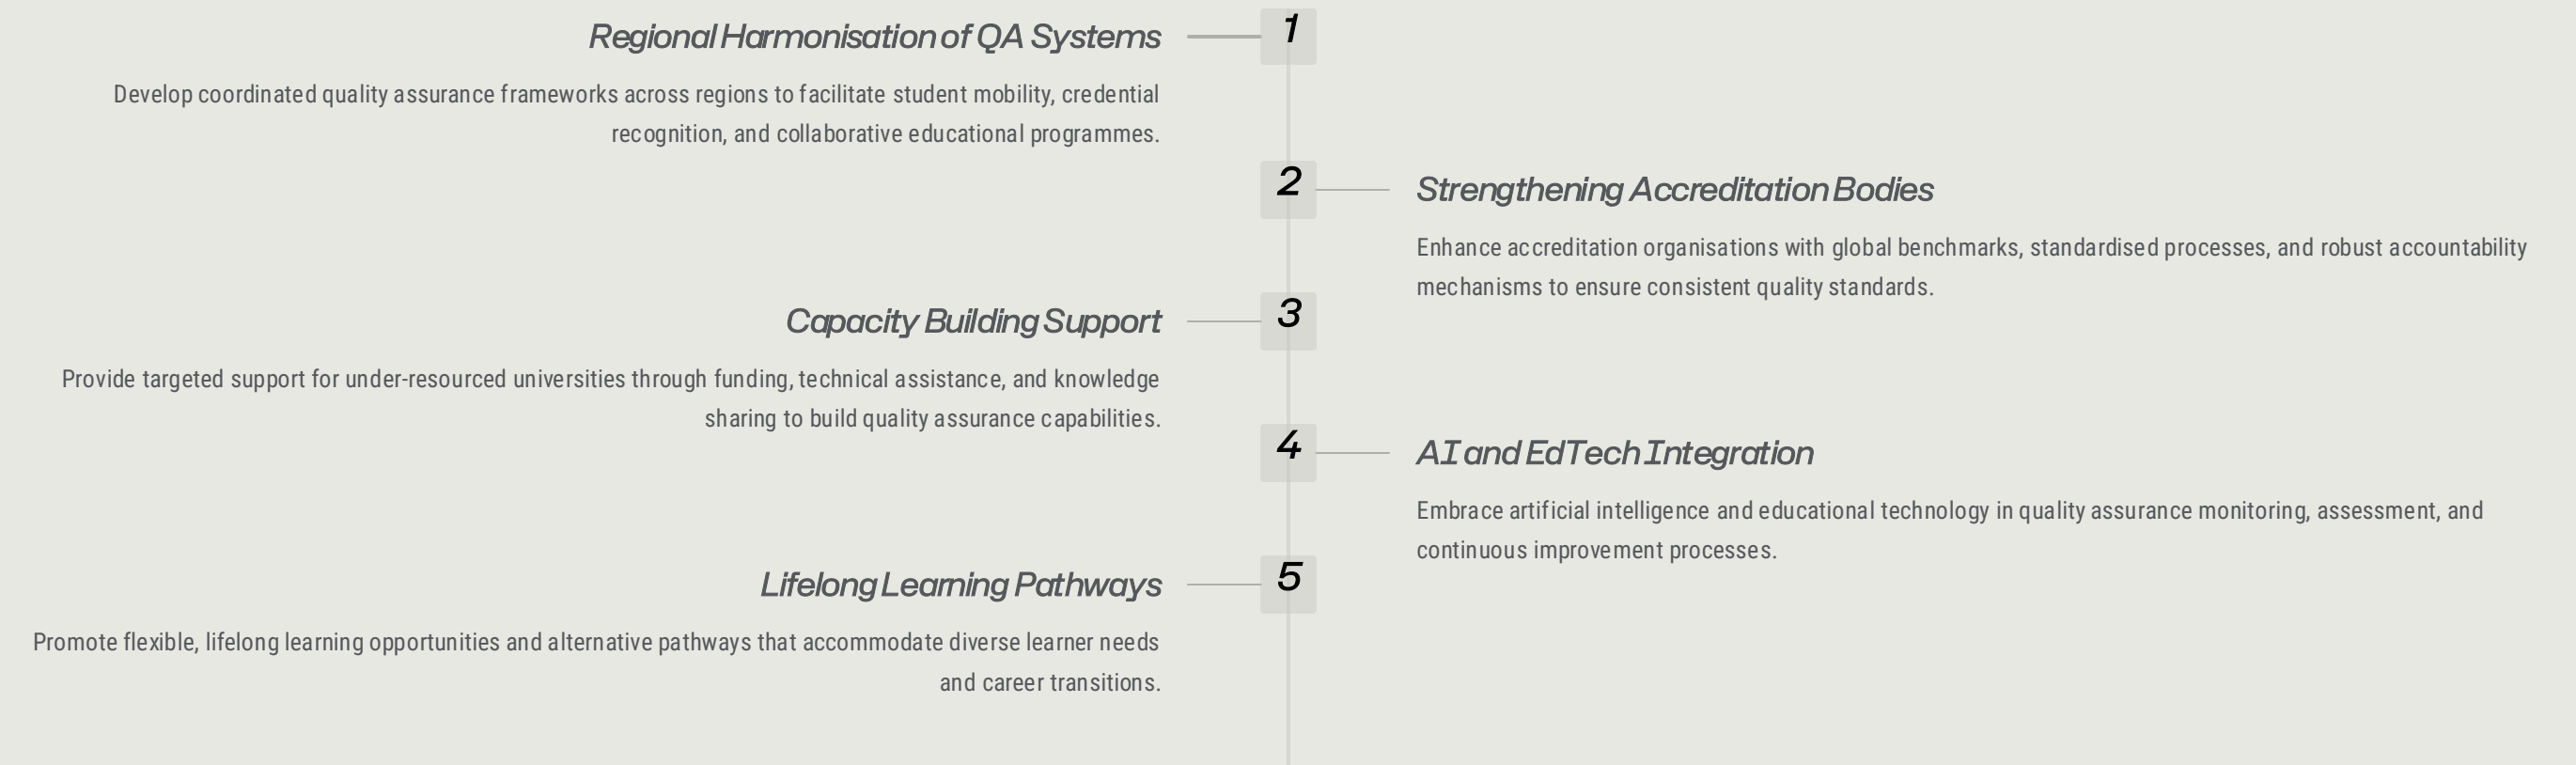 1
Regional Harmonisation of QA Systems
Develop coordinated quality assurance frameworks across regions to facilitate student mobility, credential
recognition, and collaborative educational programmes.
2
Strengthening Accreditation Bodies
Enhance accreditation organisations with global benchmarks, standardised processes, and robust accountability
mechanisms to ensure consistent quality standards.
3
Capacity Building Support
Provide targeted support for under-resourced universities through funding, technical assistance, and knowledge
sharing to build quality assurance capabilities.
4
AI and EdTech Integration
Embrace artificial intelligence and educational technology in quality assurance monitoring, assessment, and
continuous improvement processes.
5
Lifelong Learning Pathways
Promote flexible, lifelong learning opportunities and alternative pathways that accommodate diverse learner needs
and career transitions.